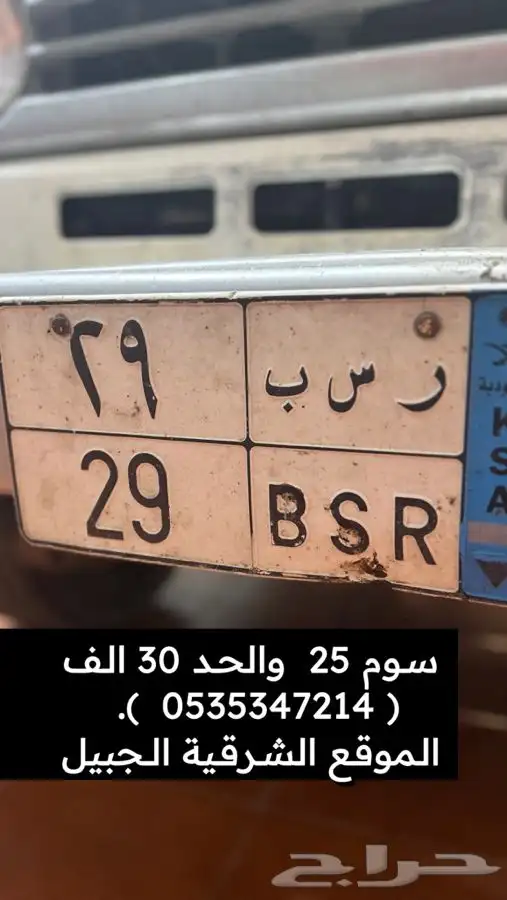 ٢٩
ر س ب
29
BSR
K
S
A
سوم 25 والحد 30 الف
( 0535347214 ).
الموقع الشرقية الجبيل
حراج